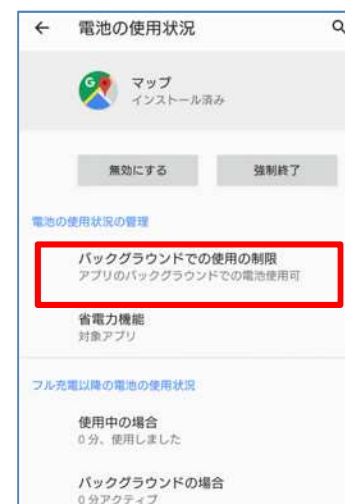 電池の使用状況
マップ
インストール済み
無効にする
強制終了
電池の使用状況の管理
バックグラウンドでの使用の制限
アプリのバックグラウンドでの電池使用可
省電力機能
対象アプリ
フル充電以降の電池の使用状況
使用中の場合
0 分、使用しました
バックグラウンドの場合
0 分アクティブ